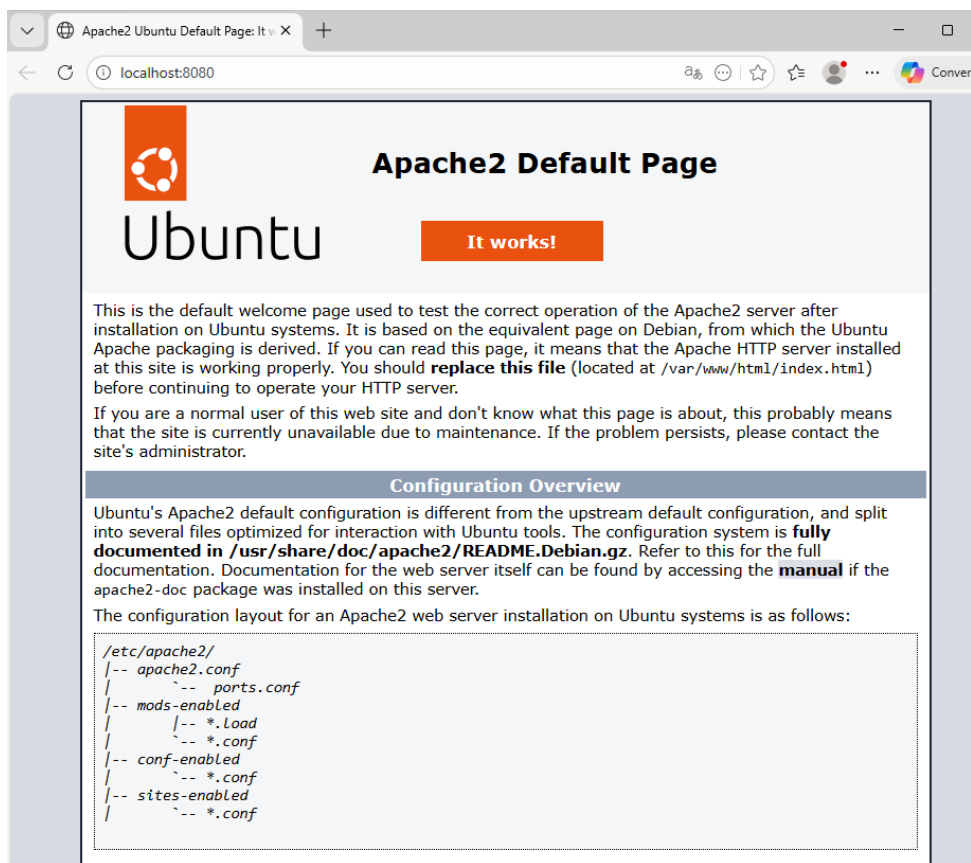 Apache2 Ubuntu Default Page: It w
localhost:8080
aあ
Conver
Ubuntu
Apache2 Default Page
It works!
This is the default welcome page used to test the correct operation of the Apache2 server after
installation on Ubuntu systems. It is based on the equivalent page on Debian, from which the Ubuntu
Apache packaging is derived. If you can read this page, it means that the Apache HTTP server installed
at this site is working properly. You should replace this file (located at /var/www/html/index.html)
before continuing to operate your HTTP server.
If you are a normal user of this web site and don't know what this page is about, this probably means
that the site is currently unavailable due to maintenance. If the problem persists, please contact the
site's administrator.
Configuration Overview
Ubuntu's Apache2 default configuration is different from the upstream default configuration, and split
into several files optimized for interaction with Ubuntu tools. The configuration system is fully
documented in /usr/share/doc/apache2/README.Debian.gz. Refer to this for the full
documentation. Documentation for the web server itself can be found by accessing the manual if the
apache2-doc package was installed on this server.
The configuration layout for an Apache2 web server installation on Ubuntu systems is as follows:
/etc/apache2/
|-- apache2.conf
|       `--  ports.conf
|-- mods-enabled
|       |-- *.load
|       `-- *.conf
|-- conf-enabled
|       `-- *.conf
|-- sites-enabled
|       `-- *.conf